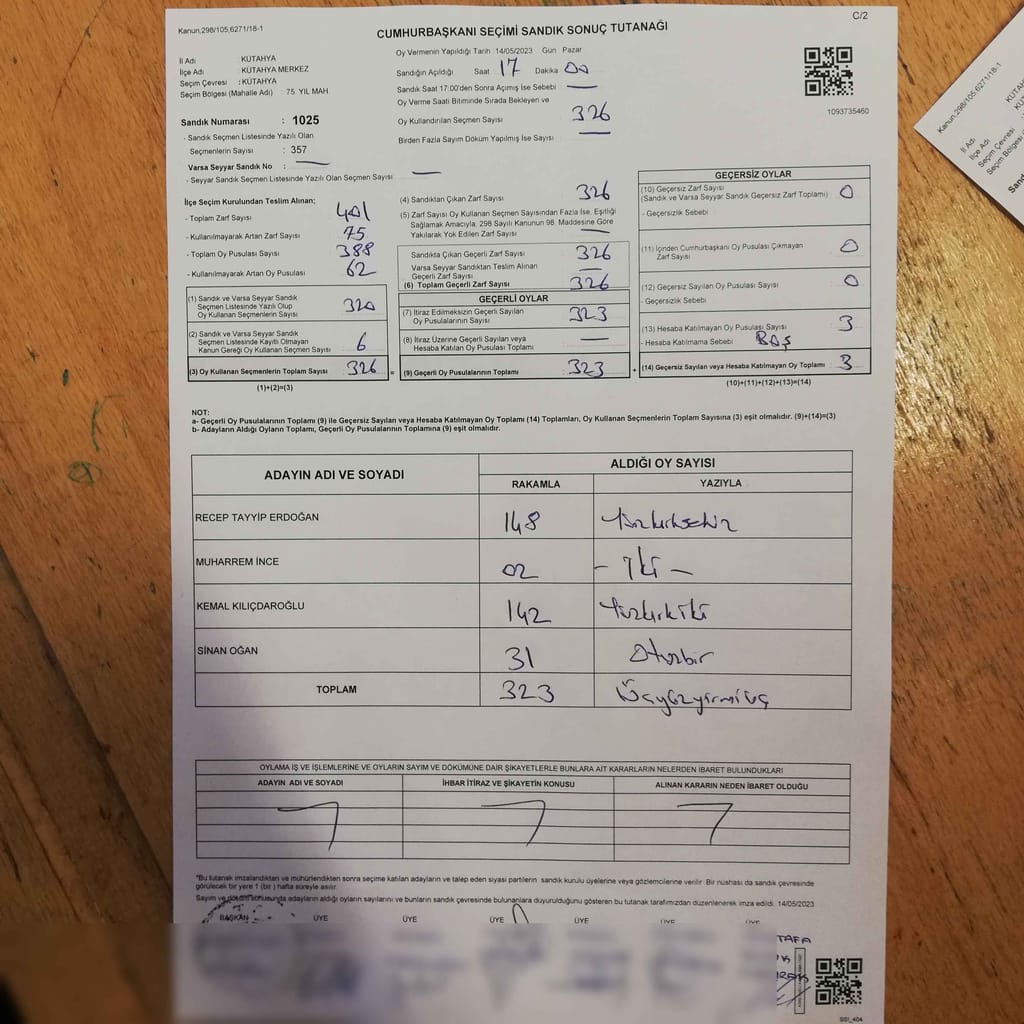 C/2
Kanun,298/105,6271/18-1
CUMHURBAŞKANI SEÇİMİ SANDIK SONUÇ TUTANAĞI
İl Adı : KÜTAHYA
İlçe Adı : KÜTAHYA MERKEZ
Seçim Çevresi : KÜTAHYA
Seçim Bölgesi (Mahalle Adı) : 75. YIL MAH
Sandık Numarası : 1025
- Sandık Seçmen Listesinde Yazılı Olan
Seçmenlerin Sayısı : 357
Varsa Seyyar Sandık No : —
- Seyyar Sandık Seçmen Listesinde Yazılı Olan Seçmen Sayısı —
Oy Vermenin Yapıldığı Tarih 14/05/2023 Gün Pazar
Sandığın Açıldığı Saat 17 Dakika 00
Sandık Saat 17:00'den Sonra Açımış İse Sebebi —
Oy Verme Saati Bitiminde Sırada Bekleyen ve
Oy Kullandırılan Seçmen Sayısı 326
Birden Fazla Sayım Döküm Yapılmış İse Sayısı —
1093735460
İlçe Seçim Kurulundan Teslim Alınan;
- Toplam Zarf Sayısı 401
- Kullanılmayarak Artan Zarf Sayısı 75
- Toplam Oy Pusulası 388
- Kullanılmayarak Artan Oy Pusulası 62
(1) Sandık ve Varsa Seyyar Sandık
Seçmen Listesinde Yazılı Olup
Oy Kullanan Seçmenlerin Sayısı 320
(2) Sandık ve Varsa Seyyar Sandık
Seçmen Listesinde Kayıtlı Olmayan
Kanun Gereği Oy Kullanan Seçmen Sayısı 6
(3) Oy Kullanan Seçmenlerin Toplam Sayısı 326 =
(1)+(2)=(3)
(4) Sandıktan Çıkan Zarf Sayısı 326
(5) Zarf Sayısı Oy Kullanan Seçmen Sayısından Fazla İse, Eşitliği
Sağlamak Amacıyla; 298 Sayılı Kanunun 98. Maddesine Göre
Yakılarak Yok Edilen Zarf Sayısı —
Sandıkta Çıkan Geçerli Zarf Sayısı 326
Varsa Seyyar Sandıktan Teslim Alınan
Geçerli Zarf Sayısı —
(6) Toplam Geçerli Zarf Sayısı 326
GEÇERLİ OYLAR
(7) İtiraz Edilmeksizin Geçerli Sayılan
Oy Pusulalarının Sayısı 323
(8) İtiraz Üzerine Geçerli Sayılan veya
Hesaba Katılan Oy Pusulası Toplamı —
(9) Geçerli Oy Pusulalarının Toplamı 323 +
GEÇERSİZ OYLAR
(10) Geçersiz Zarf Sayısı
(Sandık ve Varsa Sandık Geçersiz Zarf Toplamı) 0
- Geçersizlik Sebebi
(11) İçinden Cumhurbaşkanı Oy Pusulası Çıkmayan
Zarf Sayısı 0
(12) Geçersiz Sayılan Oy Pusulası Sayısı 0
- Geçersizlik Sebebi
(13) Hesaba Katılmayan Oy Pusulası Sayısı 3
- Hesaba Katılmama Sebebi BOŞ
(14) Geçersiz Sayılan veya Hesaba Katılmayan Oy Toplamı 3
(10)+(11)+(12)+(13)=(14)
NOT:
a- Geçerli Oy Pusulalarının Toplamı (9) ile Geçersiz Sayılan veya Hesaba Katılmayan Oy Toplamı (14) Toplamları, Oy Kullanan Seçmenlerin Toplam Sayısına (3) eşit olmalıdır. (9)+(14)=(3)
b- Adayların Aldığı Oyların Toplamı, Geçerli Oy Pusulalarının Toplamına (9) eşit olmalıdır.
ADAYIN ADI VE SOYADI ALDIĞI OY SAYISI
RAKAMLA YAZIYLA
RECEP TAYYİP ERDOĞAN 148 Yüzkırksekiz
MUHARREM İNCE 02 - İki -
KEMAL KILIÇDAROĞLU 142 Yüzkırkiki
SİNAN OĞAN 31 Otuzbir
TOPLAM 323 Üçyüzyirmiüç
OYLAMA İŞ VE İŞLEMLERİNE VE OYLARIN SAYIM VE DÖKÜMÜNE DAİR ŞİKAYETLERLE BUNLARA AİT KARARLARIN NELERDEN İBARET BULUNDUKLARI
ADAYIN ADI VE SOYADI İHBAR İTİRAZ VE ŞİKAYETİN KONUSU ALINAN KARARIN NEDEN İBARET OLDUĞU
*Bu tutanak imzalandıktan ve mühürlendikten sonra seçime katılan adayların ve talep eden siyasi partilerin sandık kurulu üyelerine veya gözlemcilerine verilir. Bir nüshası da sandık çevresinde
görülecek bir yere 1 (bir) hafta süreyle asılır.
Sayım ve döküm sonucunda adayların aldığı oyların sayılarını ve bunların sandık çevresinde bulunanlara duyurulduğunu gösteren bu tutanak tarafımızdan düzenlenerek imza edildi. 14/05/2023
BAŞKAN ÜYE ÜYE ÜYE ÜYE ÜYE
SSI_404
Kanun,298/105,6271/18-1
İl Adı
İlçe Adı
Seçim Çevresi
Seçim Bölgesi